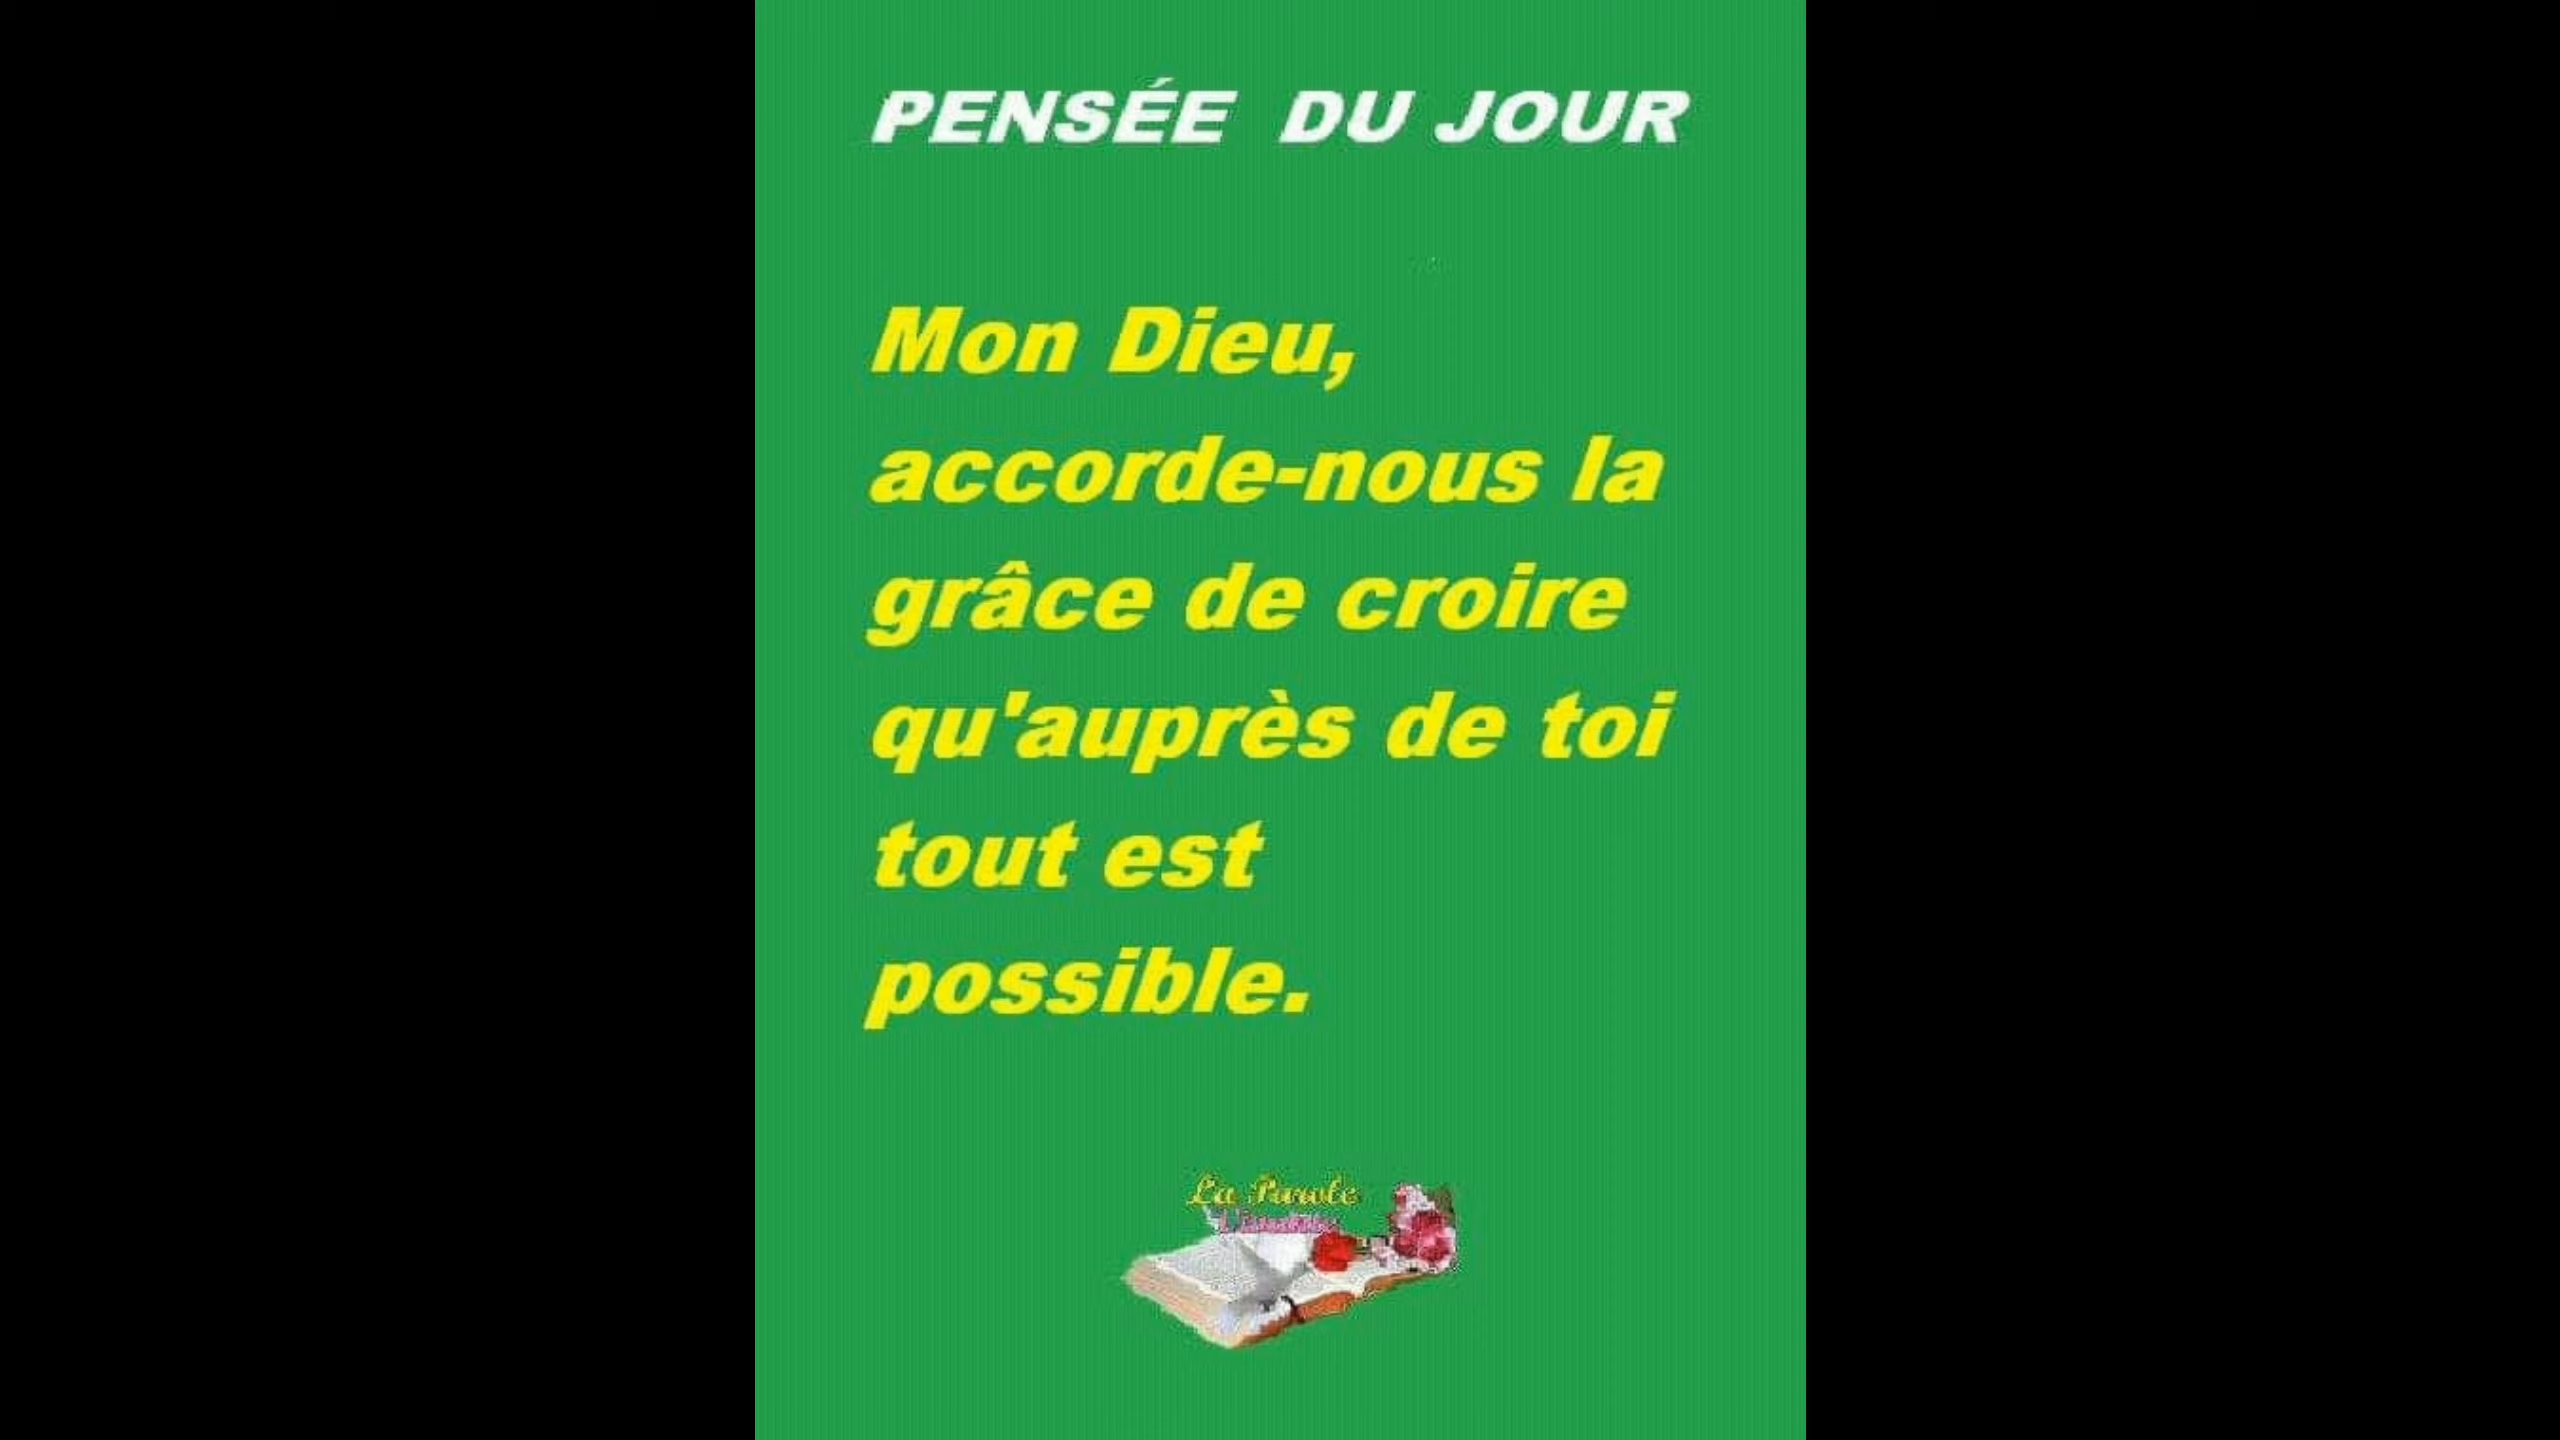 PENSÉE DU JOUR
Mon Dieu,
accorde-nous la
grâce de croire
qu'auprès de toi
tout est
possible.
La Parole